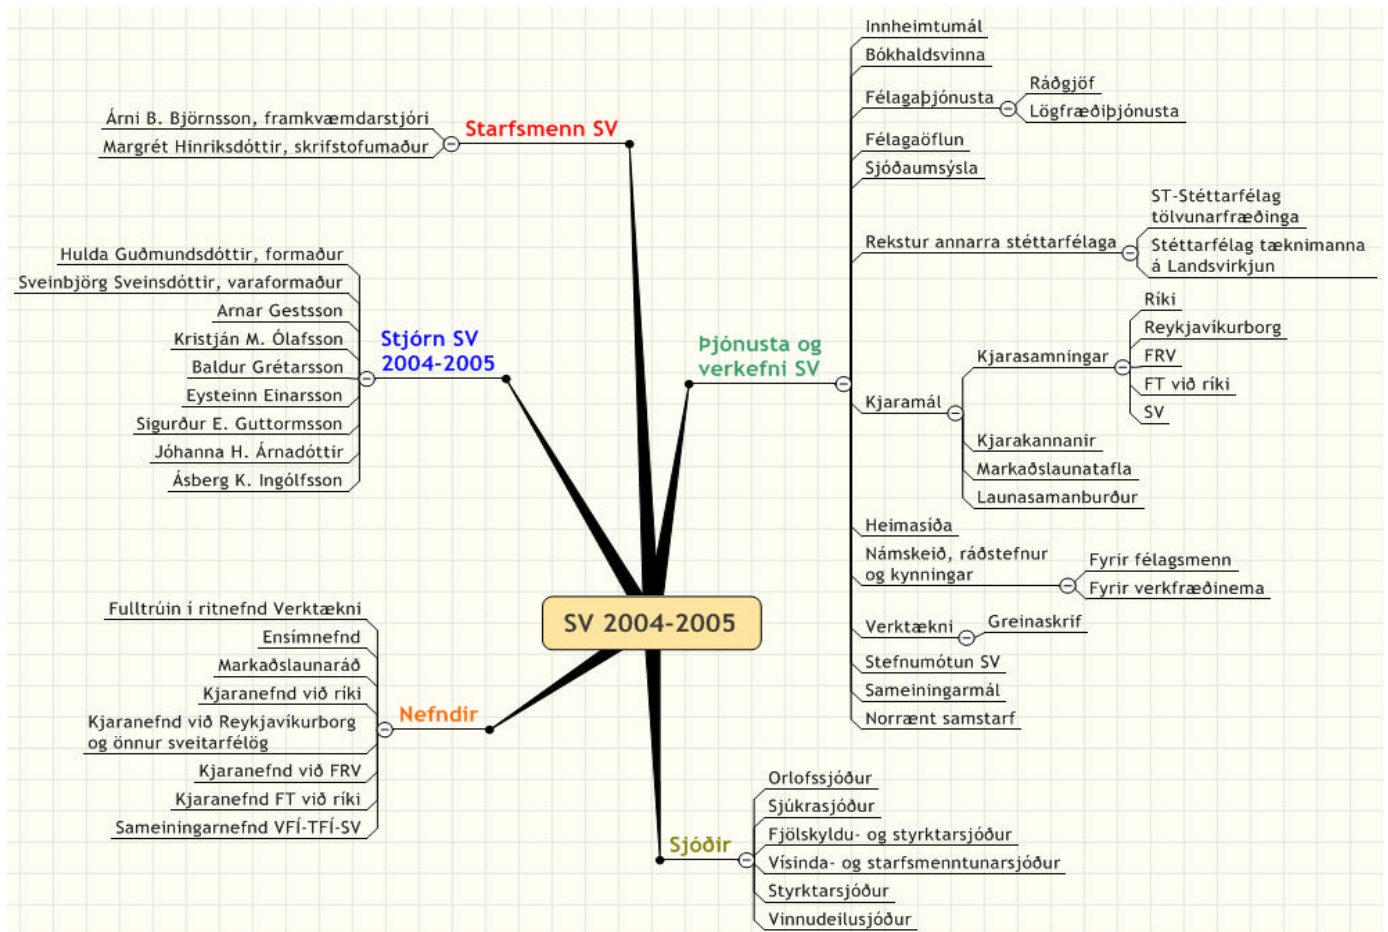 Starfsmenn SV
Árni B. Björnsson, framkvæmdarstjóri
Margrét Hinriksdóttir, skrifstofumaður
Stjórn SV
2004-2005
Hulda Guðmundsdóttir, formaður
Sveinbjörg Sveinsdóttir, varaformaður
Arnar Gestsson
Kristján M. Ólafsson
Baldur Grétarsson
Eysteinn Einarsson
Sigurður E. Guttormsson
Jóhanna H. Árnadóttir
Ásberg K. Ingólfsson
SV 2004-2005
Nefndir
Fulltrúin í ritnefnd Verktækni
Ensímnefnd
Markaðslaunaráð
Kjaranefnd við ríki
Kjaranefnd við Reykjavíkurborg
og önnur sveitarfélög
Kjaranefnd við FRV
Kjaranefnd FT við ríki
Sameiningarnefnd VFÍ-TFÍ-SV
Þjónusta og
verkefni SV
Innheimtumál
Bókhaldsvinna
Félagaþjónusta
Ráðgjöf
Lögfræðiþjónusta
Félagaöflun
Sjóðaumsýsla
Rekstur annarra stéttarfélaga
ST-Stéttarfélag
tölvunarfræðinga
Stéttarfélag tæknimanna
á Landsvirkjun
Kjaramál
Kjarasamningar
Ríki
Reykjavíkurborg
FRV
FT við ríki
SV
Kjarakannanir
Markaðslaunatafla
Launasamanburður
Heimasíða
Námskeið, ráðstefnur
og kynningar
Fyrir félagsmenn
Fyrir verkfræðinema
Verktækni
Greinaskrif
Stefnumótun SV
Sameiningarmál
Norrænt samstarf
Sjóðir
Orlofssjóður
Sjúkrasjóður
Fjölskyldu- og styrktarsjóður
Vísinda- og starfsmenntunarsjóður
Styrktarsjóður
Vinnudeilusjóður